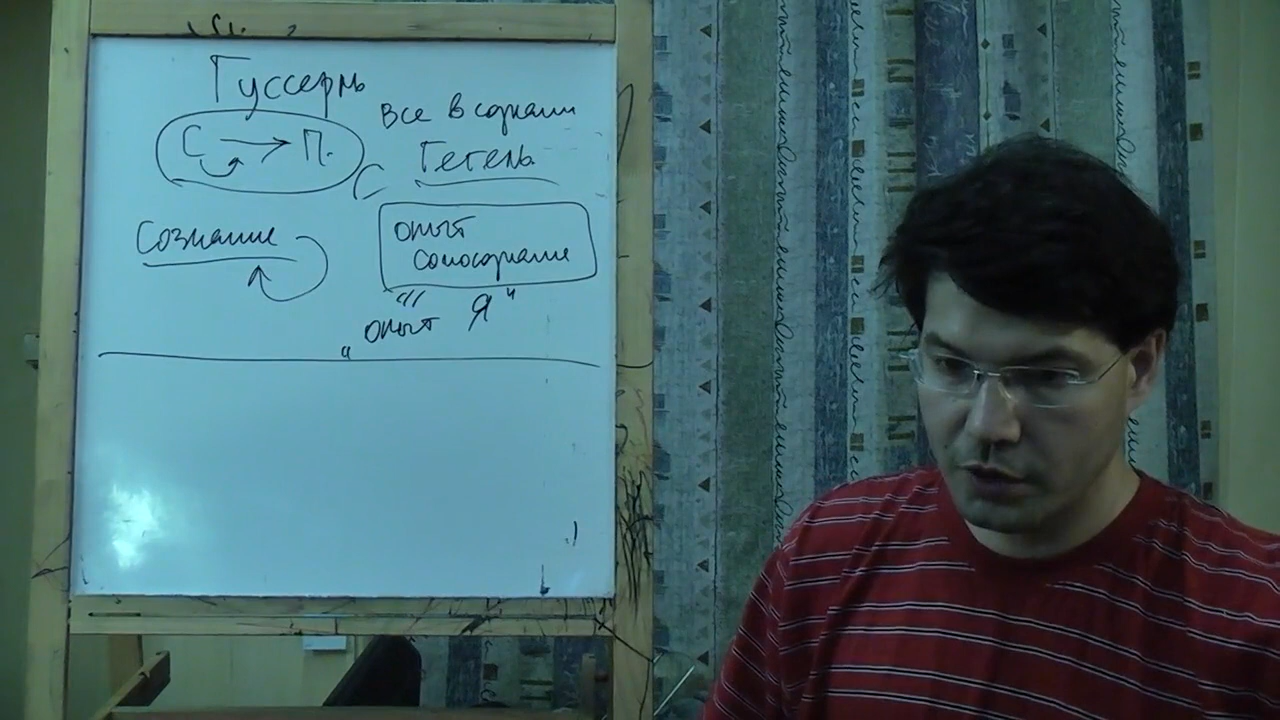 Гуссерль
Все в сознании
С → П.
Гегель
С
Сознание
опыт
самосознание
"опыт Я"